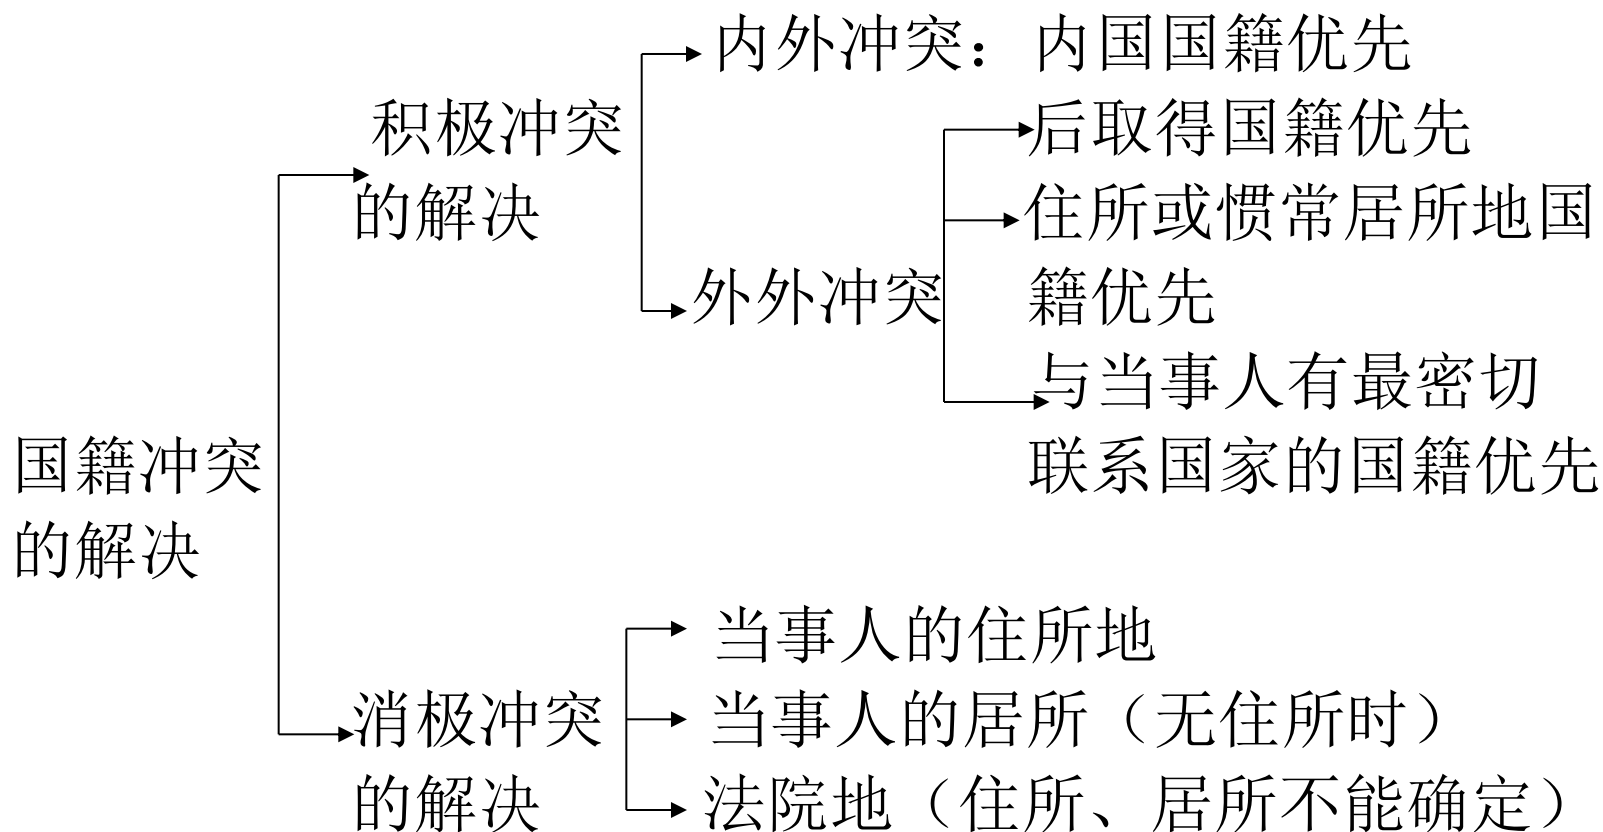 内外冲突：内国国籍优先
积极冲突
的解决
后取得国籍优先
住所或惯常居所地国
外外冲突
籍优先
与当事人有最密切
联系国家的国籍优先
国籍冲突
的解决
当事人的住所地
消极冲突
的解决
当事人的居所（无住所时）
法院地（住所、居所不能确定）